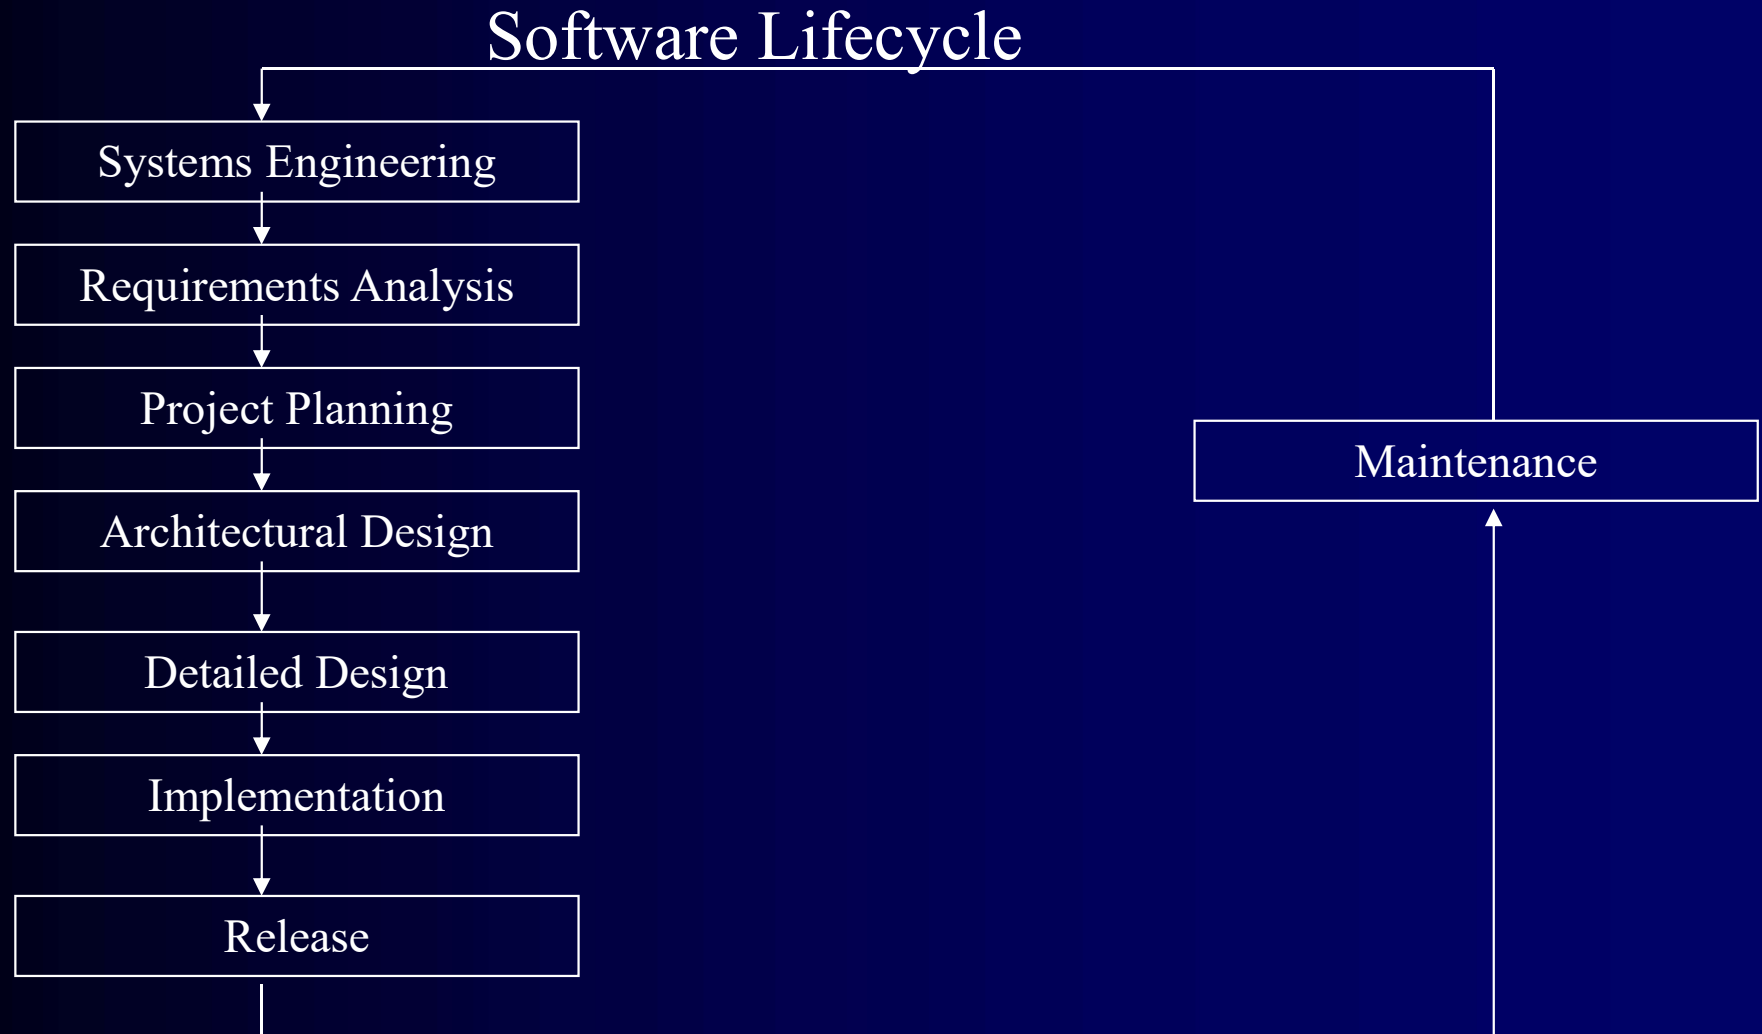 Software Lifecycle
Systems Engineering
Requirements Analysis
Project Planning
Architectural Design
Detailed Design
Implementation
Release
Maintenance